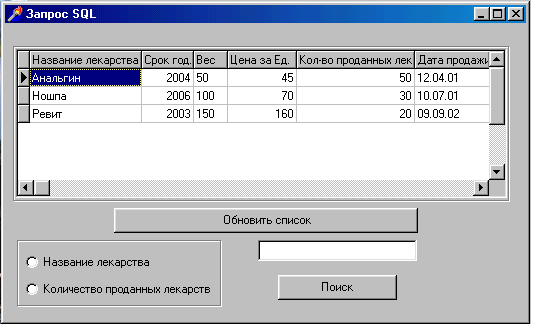 Запрос SQL
Название лекарства Срок год. Вес Цена за Ед. Кол-во проданных лек Дата продажи
Анальгин 2004 50 45 50 12.04.01
Ношпа 2006 100 70 30 10.07.01
Ревит 2003 150 160 20 09.09.02
Обновить список
Название лекарства
Количество проданных лекарств
Поиск